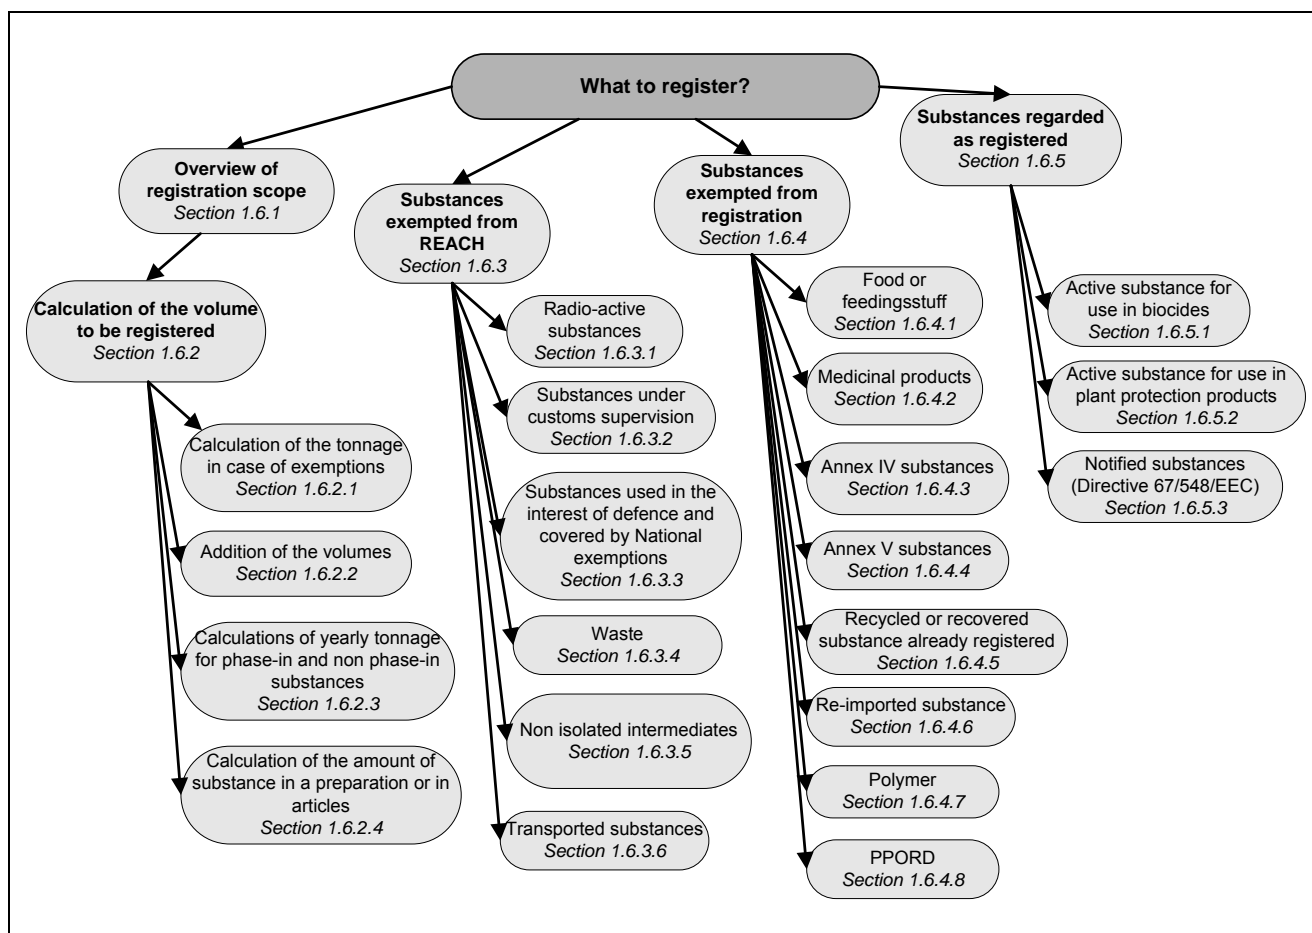 What to register?
Overview of
registration scope
Section 1.6.1
Calculation of the volume
to be registered
Section 1.6.2
Calculation of the tonnage
in case of exemptions
Section 1.6.2.1
Addition of the volumes
Section 1.6.2.2
Calculations of yearly tonnage
for phase-in and non phase-in
substances
Section 1.6.2.3
Calculation of the amount of
substance in a preparation or in
articles
Section 1.6.2.4
Substances
exempted from
REACH
Section 1.6.3
Radio-active
substances
Section 1.6.3.1
Substances under
customs supervision
Section 1.6.3.2
Substances used in the
interest of defence and
covered by National
exemptions
Section 1.6.3.3
Waste
Section 1.6.3.4
Non isolated intermediates
Section 1.6.3.5
Transported substances
Section 1.6.3.6
Substances
exempted from
registration
Section 1.6.4
Food or
feedingsstuff
Section 1.6.4.1
Medicinal products
Section 1.6.4.2
Annex IV substances
Section 1.6.4.3
Annex V substances
Section 1.6.4.4
Recycled or recovered
substance already registered
Section 1.6.4.5
Re-imported substance
Section 1.6.4.6
Polymer
Section 1.6.4.7
PPORD
Section 1.6.4.8
Substances regarded
as registered
Section 1.6.5
Active substance for
use in biocides
Section 1.6.5.1
Active substance for use in
plant protection products
Section 1.6.5.2
Notified substances
(Directive 67/548/EEC)
Section 1.6.5.3